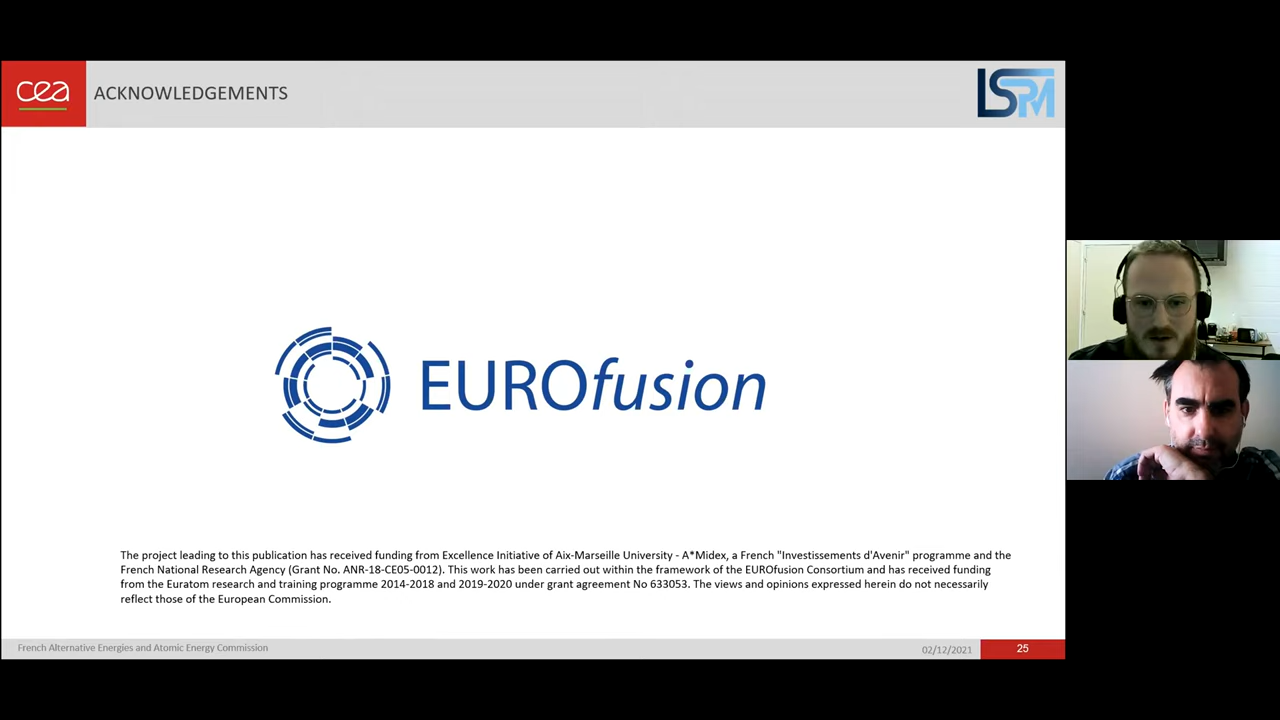 cea
ACKNOWLEDGEMENTS
LSPM
EUROfusion
The project leading to this publication has received funding from Excellence Initiative of Aix-Marseille University - A*Midex, a French "Investissements d'Avenir" programme and the
French National Research Agency (Grant No. ANR-18-CE05-0012). This work has been carried out within the framework of the EUROfusion Consortium and has received funding
from the Euratom research and training programme 2014-2018 and 2019-2020 under grant agreement No 633053. The views and opinions expressed herein do not necessarily
reflect those of the European Commission.
French Alternative Energies and Atomic Energy Commission
02/12/2021
25